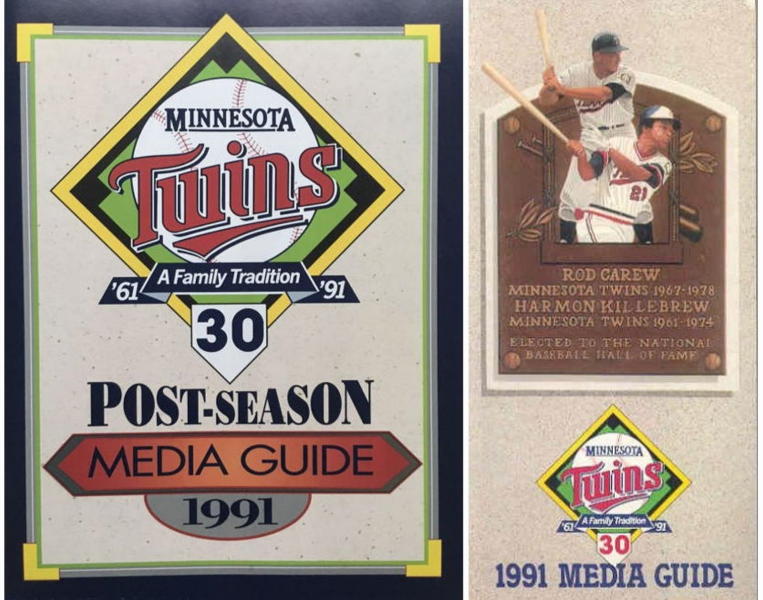 MINNESOTA
Twins
'61 A Family Tradition '91
30
POST-SEASON
MEDIA GUIDE
1991
21
ROD CAREW
MINNESOTA TWINS 1967-1978
HARMON KILLEBREW
MINNESOTA TWINS 1961-1974
ELECTED TO THE NATIONAL
BASEBALL HALL OF FAME
MINNESOTA
Twins
'61 A Family Tradition '91
30
1991 MEDIA GUIDE